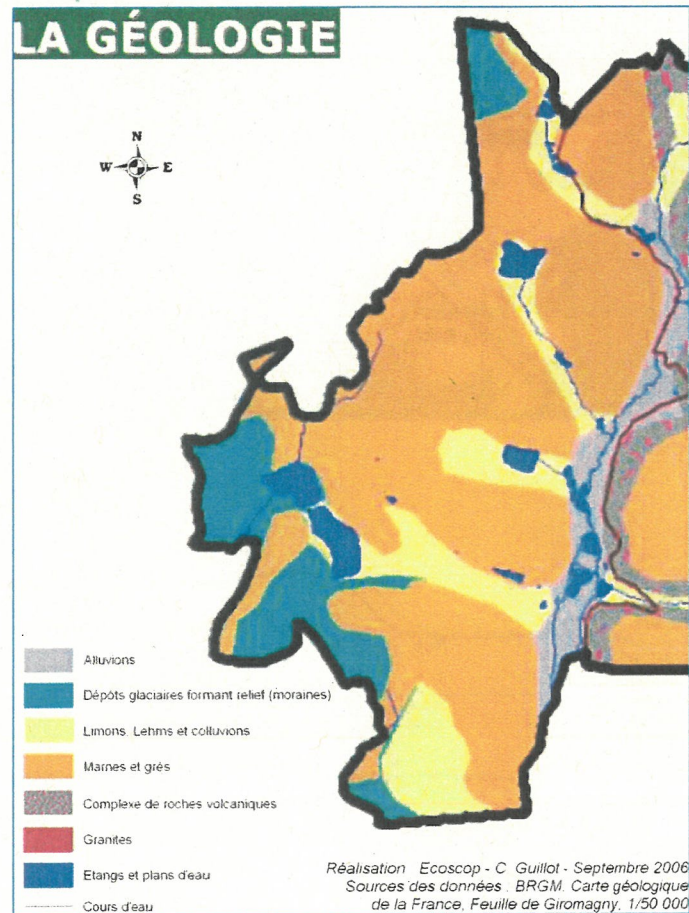 LA GÉOLOGIE
N
W E
S
Alluvions
Dépôts glaciaires formant relief (moraines)
Limons, Lehms et colluvions
Marnes et grès
Complexe de roches volcaniques
Granites
Etangs et plans d'eau
Cours d'eau
Réalisation Ecoscop - C Guillot - Septembre 2006
Sources des données : BRGM. Carte géologique
de la France, Feuille de Giromagny, 1/50 000